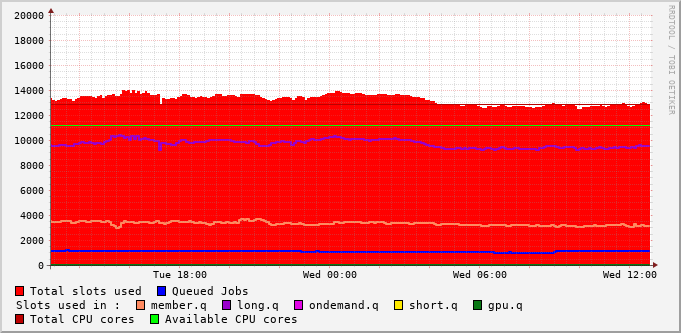 RRDTOOL / TOBI OETIKER
20000
18000
16000
14000
12000
10000
8000
6000
4000
2000
0
Tue 18:00 Wed 00:00 Wed 06:00 Wed 12:00
Total slots used Queued Jobs
Slots used in : member.q long.q ondemand.q short.q gpu.q
Total CPU cores Available CPU cores